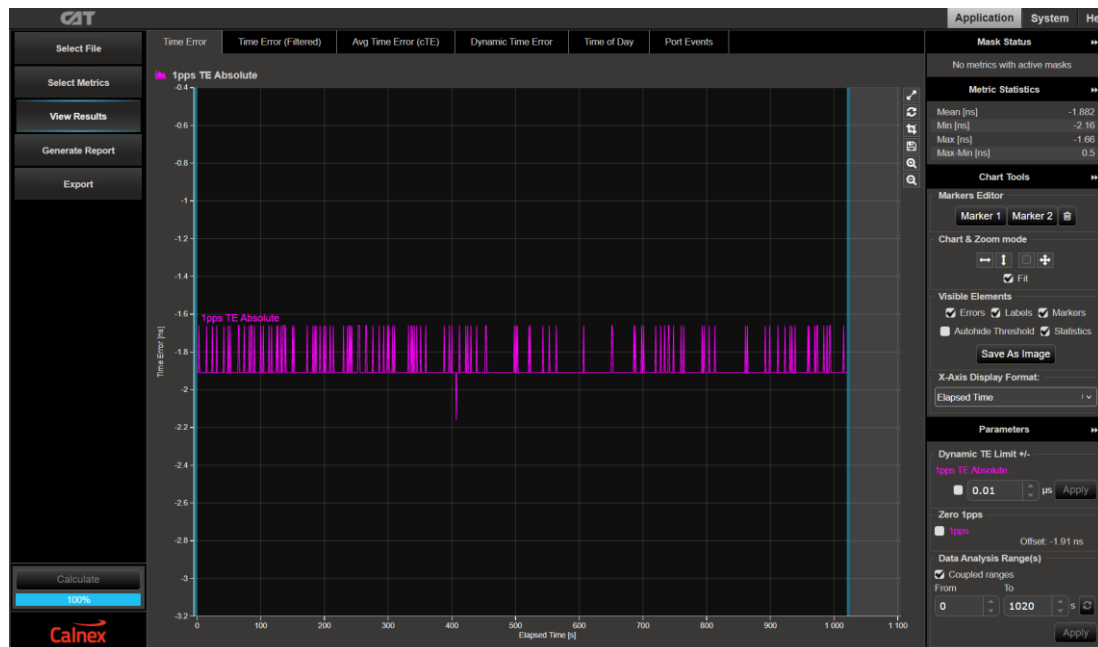 CAT
Application System He
Select File
Select Metrics
View Results
Generate Report
Export
Calculate
100%
Calnex
Time Error Time Error (Filtered) Avg Time Error (cTE) Dynamic Time Error Time of Day Port Events
1pps TE Absolute
-0.4
-0.6
-0.8
-1
-1.2
-1.4
-1.6
-1.8
-2
-2.2
-2.4
-2.6
-2.8
-3
-3.2
Time Error [ns]
1pps TE Absolute
0 100 200 300 400 500 600 700 800 900 1 000 1 100
Elapsed Time [s]
Mask Status
No metrics with active masks
Metric Statistics
Mean [ns] -1.882
Min [ns] -2.16
Max [ns] -1.66
Max-Min [ns] 0.5
Chart Tools
Markers Editor
Marker 1 Marker 2
Chart & Zoom mode
Fit
Visible Elements
Errors Labels Markers
Autohide Threshold Statistics
Save As Image
X-Axis Display Format:
Elapsed Time
Parameters
Dynamic TE Limit +/-
1pps TE Absolute:
0.01 µs Apply
Zero 1pps
1pps
Offset: -1.91 ns
Data Analysis Range(s)
Coupled ranges
From To
0 1020 s
Apply